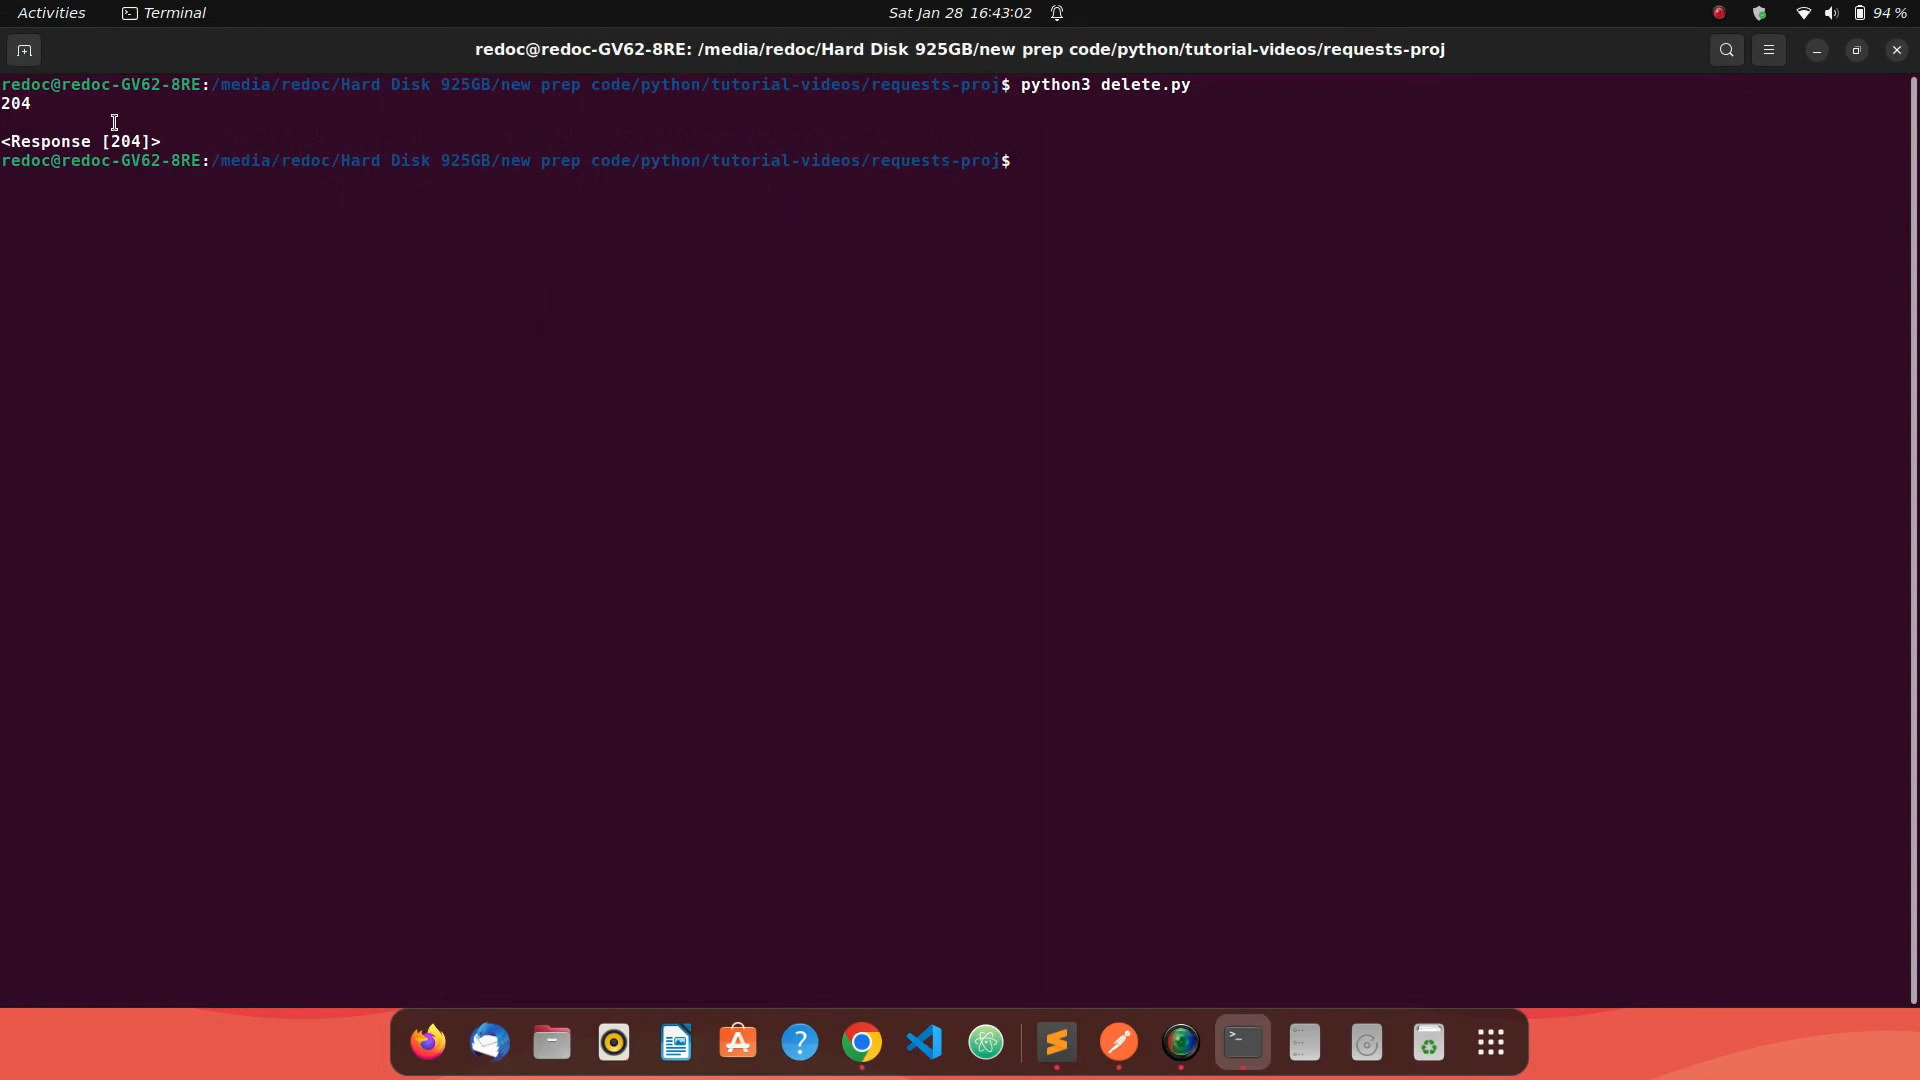 Activities Terminal Sat Jan 28 16:43:02 94 %
redoc@redoc-GV62-8RE: /media/redoc/Hard Disk 925GB/new prep code/python/tutorial-videos/requests-proj
redoc@redoc-GV62-8RE:/media/redoc/Hard Disk 925GB/new prep code/python/tutorial-videos/requests-proj$ python3 delete.py
204
<Response [204]>
redoc@redoc-GV62-8RE:/media/redoc/Hard Disk 925GB/new prep code/python/tutorial-videos/requests-proj$